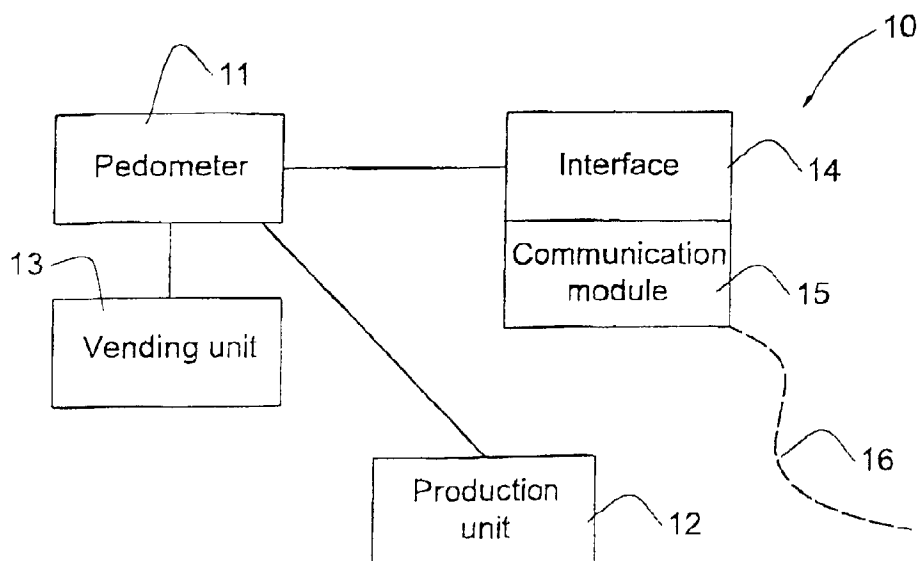 10
11
Pedometer
Interface
14
Communication
module
15
13
Vending unit
16
Production
unit
12